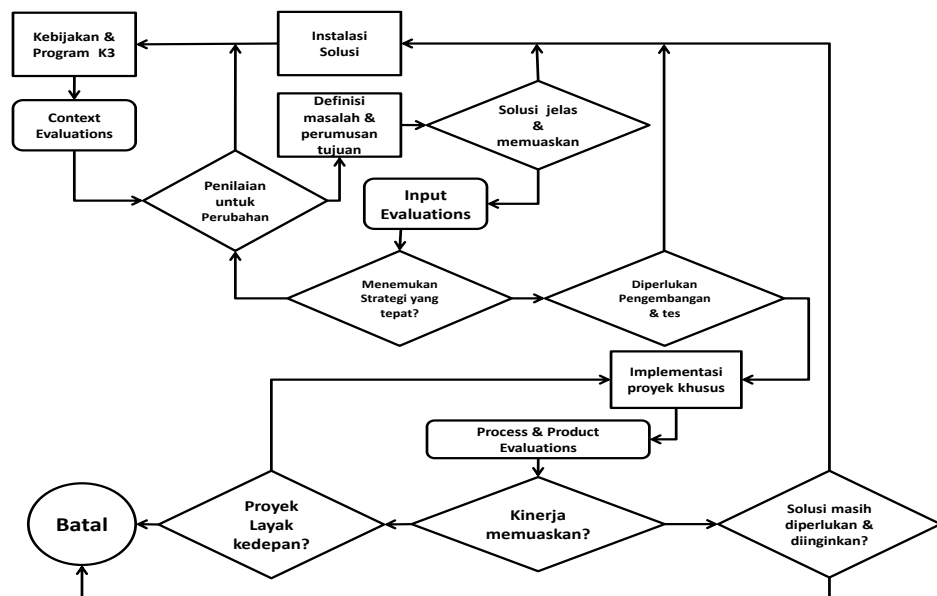 Kebijakan &
Program K3
Instalasi
Solusi
Context
Evaluations
Definisi
masalah &
perumusan
tujuan
Solusi jelas
&
memuaskan
Penilaian
untuk
Perubahan
Input
Evaluations
Menemukan
Strategi yang
tepat?
Diperlukan
Pengembangan
& tes
Implementasi
proyek khusus
Process & Product
Evaluations
Batal
Proyek
Layak
kedepan?
Kinerja
memuaskan?
Solusi masih
diperlukan &
diinginkan?